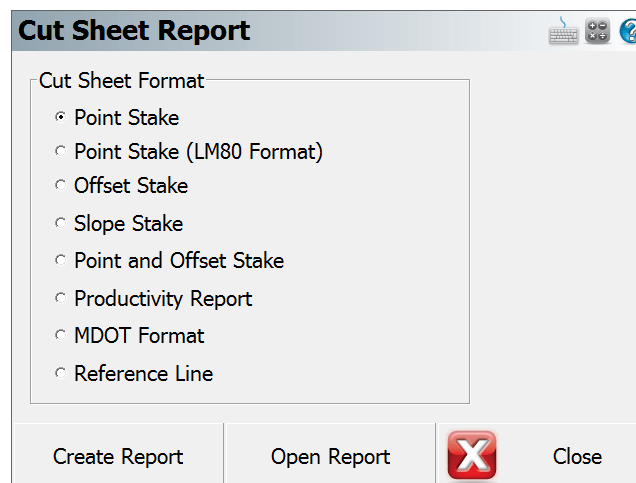 Cut Sheet Report
Cut Sheet Format
Point Stake
Point Stake (LM80 Format)
Offset Stake
Slope Stake
Point and Offset Stake
Productivity Report
MDOT Format
Reference Line
Create Report
Open Report
Close